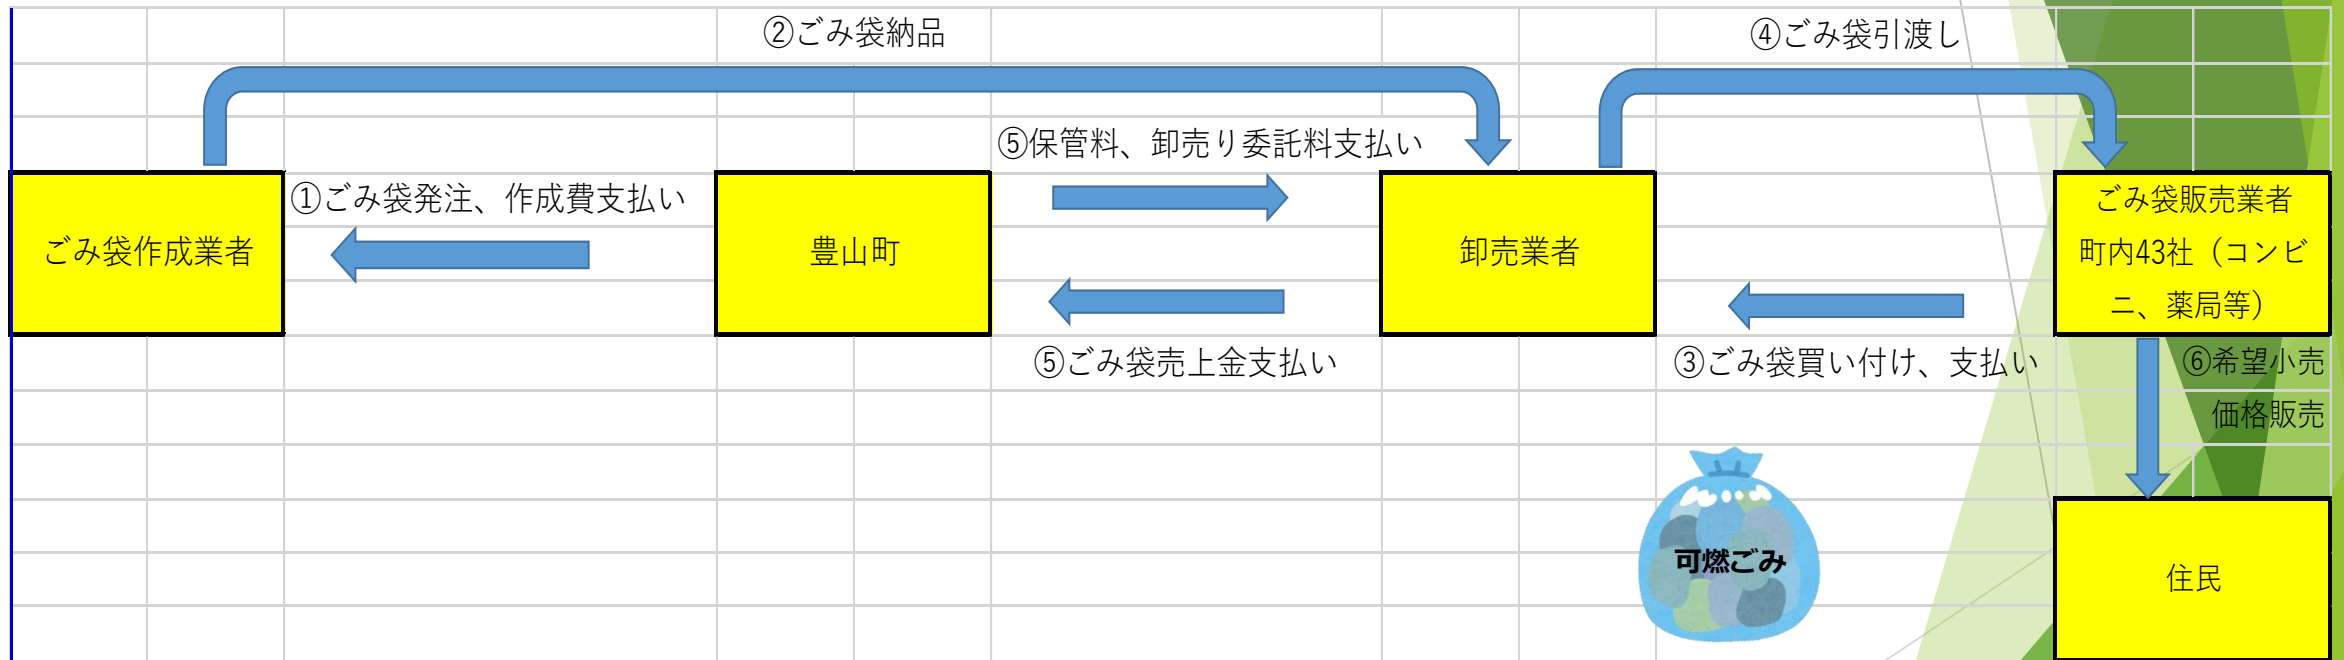 ②ごみ袋納品
④ごみ袋引渡し
⑤保管料、卸売り委託料支払い
①ごみ袋発注、作成費支払い
ごみ袋作成業者
豊山町
卸売業者
ごみ袋販売業者
町内43社（コンビ
ニ、薬局等）
⑤ごみ袋売上金支払い
③ごみ袋買い付け、支払い
⑥希望小売
価格販売
可燃ごみ
住民